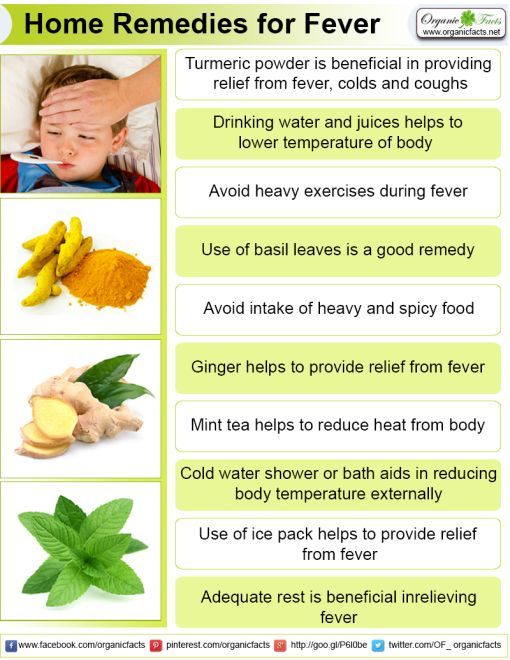 Home Remedies for Fever
Organic Facts
www.organicfacts.net
Turmeric powder is beneficial in providing
relief from fever, colds and coughs
Drinking water and juices helps to
lower temperature of body
Avoid heavy exercises during fever
Use of basil leaves is a good remedy
Avoid intake of heavy and spicy food
Ginger helps to provide relief from fever
Mint tea helps to reduce heat from body
Cold water shower or bath aids in reducing
body temperature externally
Use of ice pack helps to provide relief
from fever
Adequate rest is beneficial inrelieving
fever
www.facebook.com/organicfacts pinterest.com/organicfacts http://goo.gl/P6I0be twitter.com/OF_ organicfacts